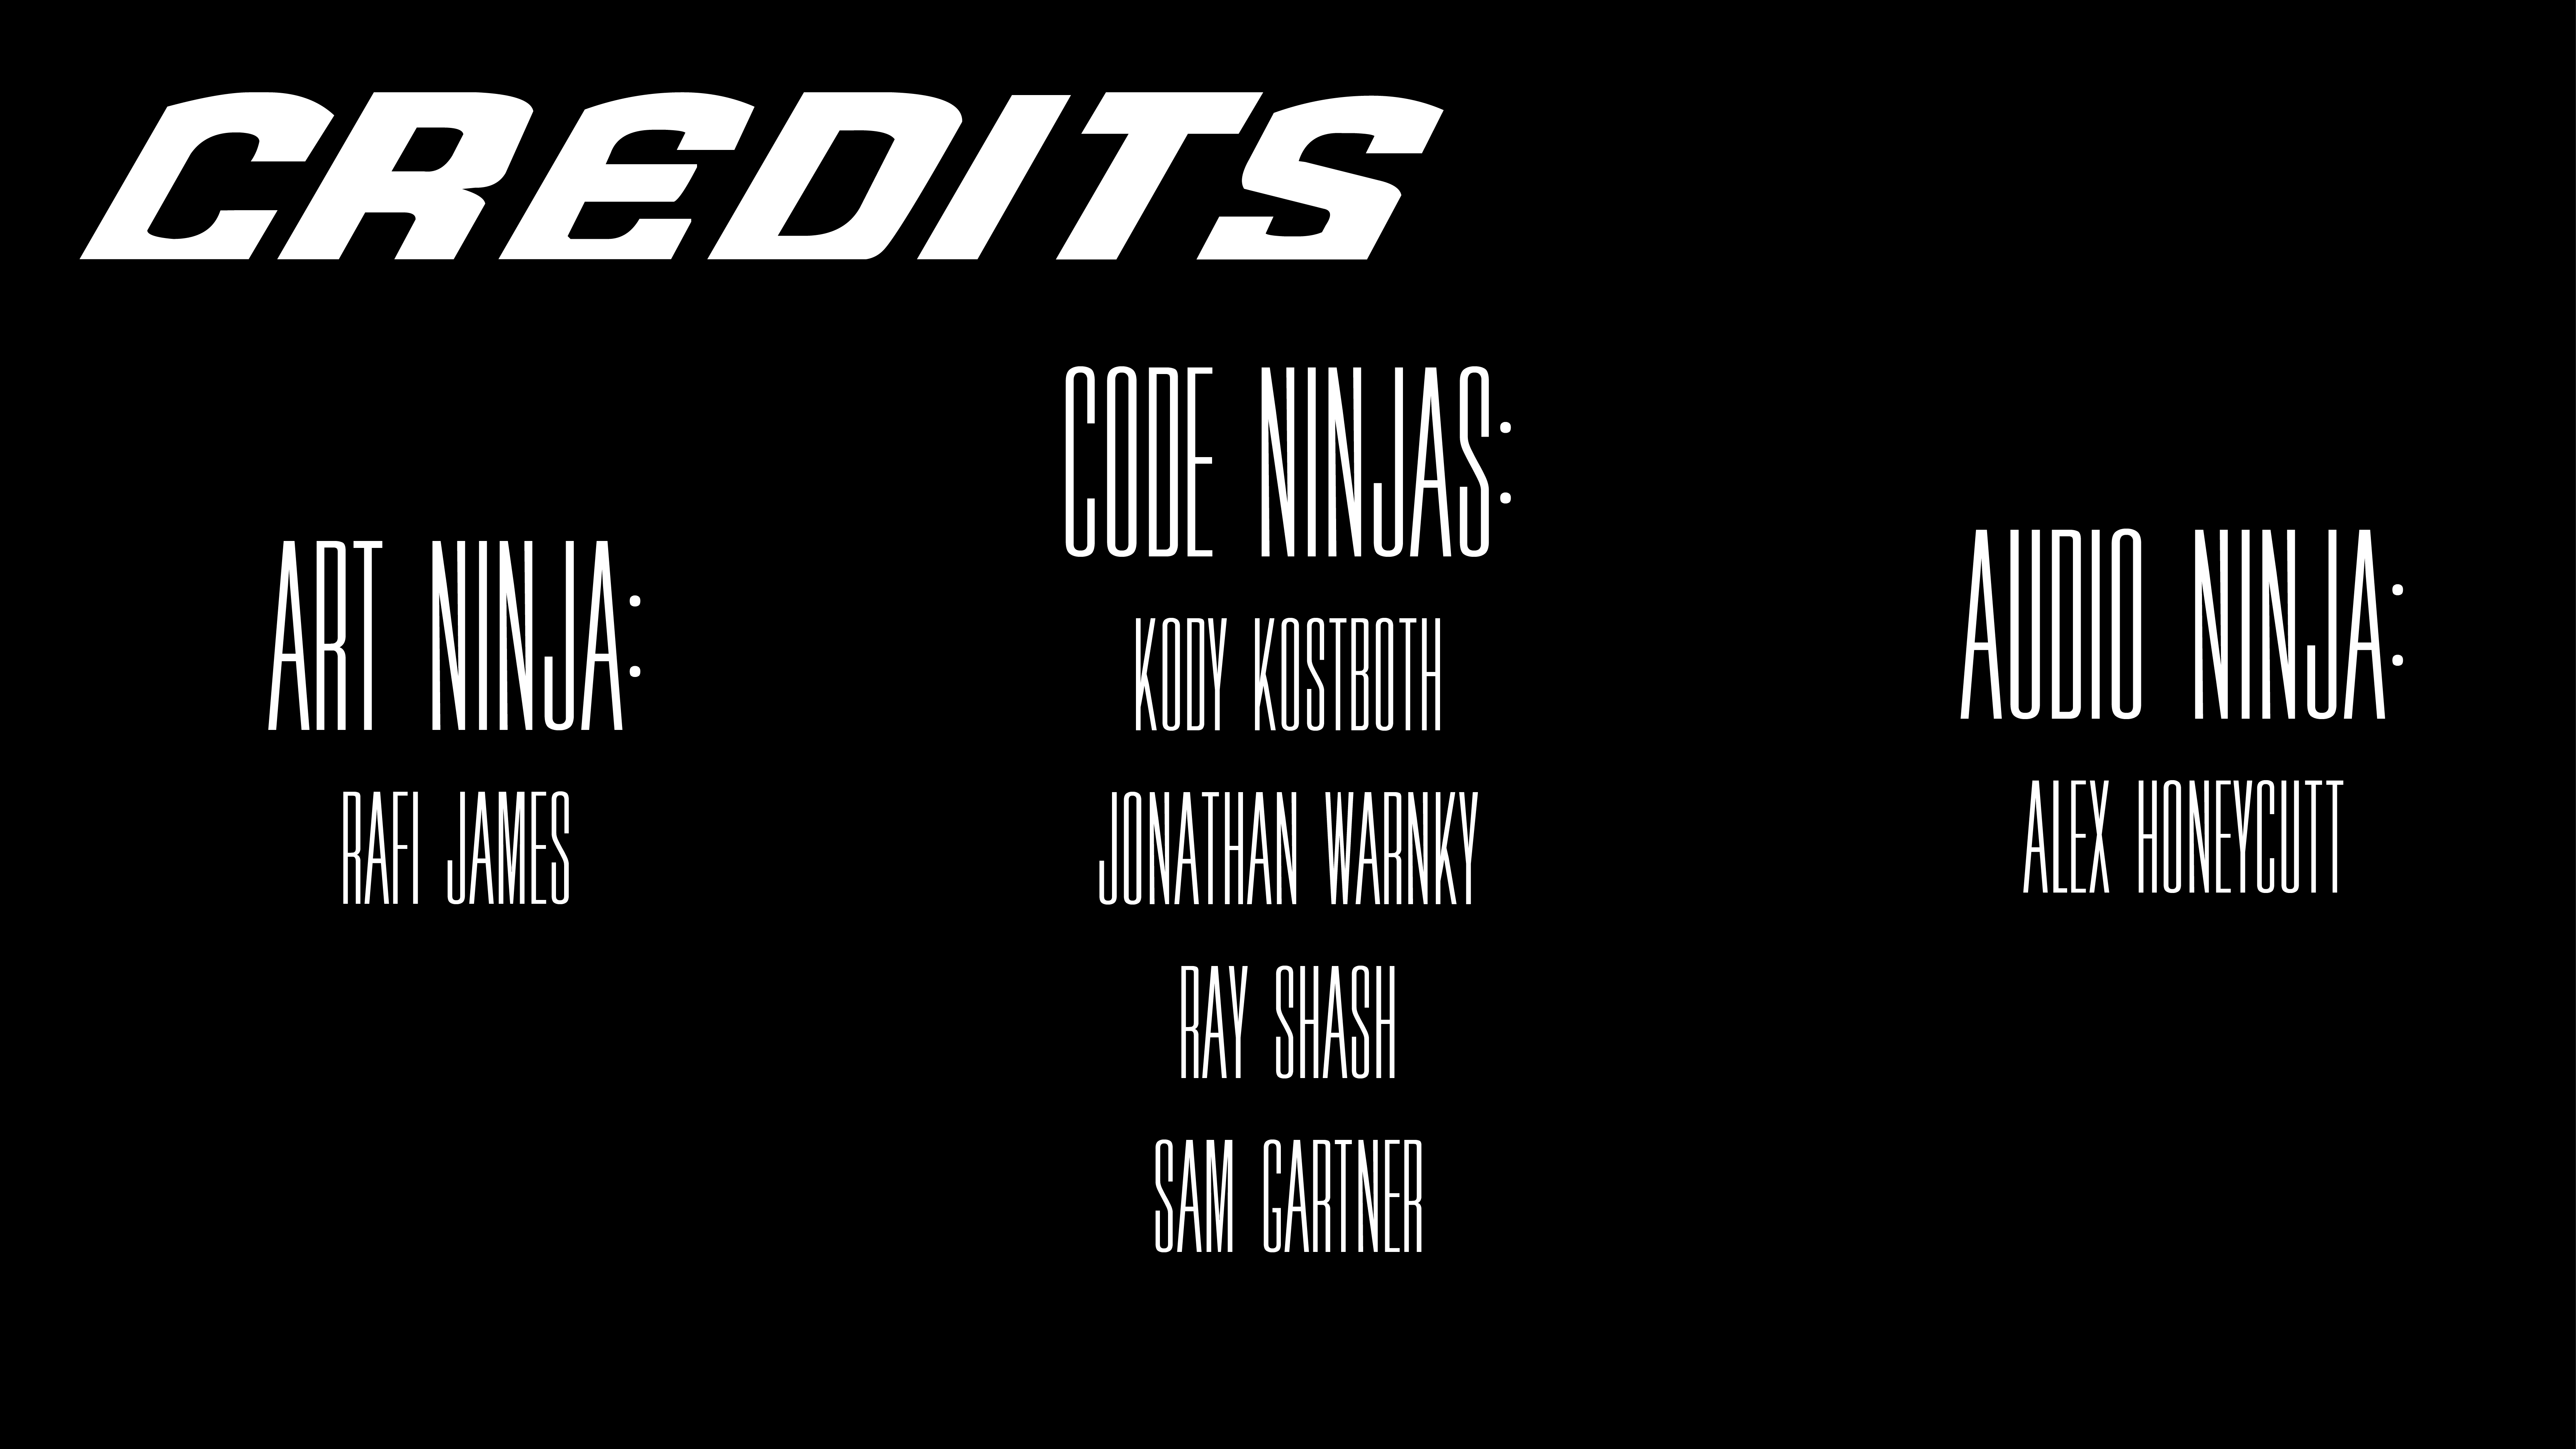 CREDITS
ART NINJA:
RAFI JAMES
CODE NINJAS:
KODY KOSTBOTH
JONATHAN WARNKY
RAY SHASH
SAM GARTNER
AUDIO NINJA:
ALEX HONEYCUTT